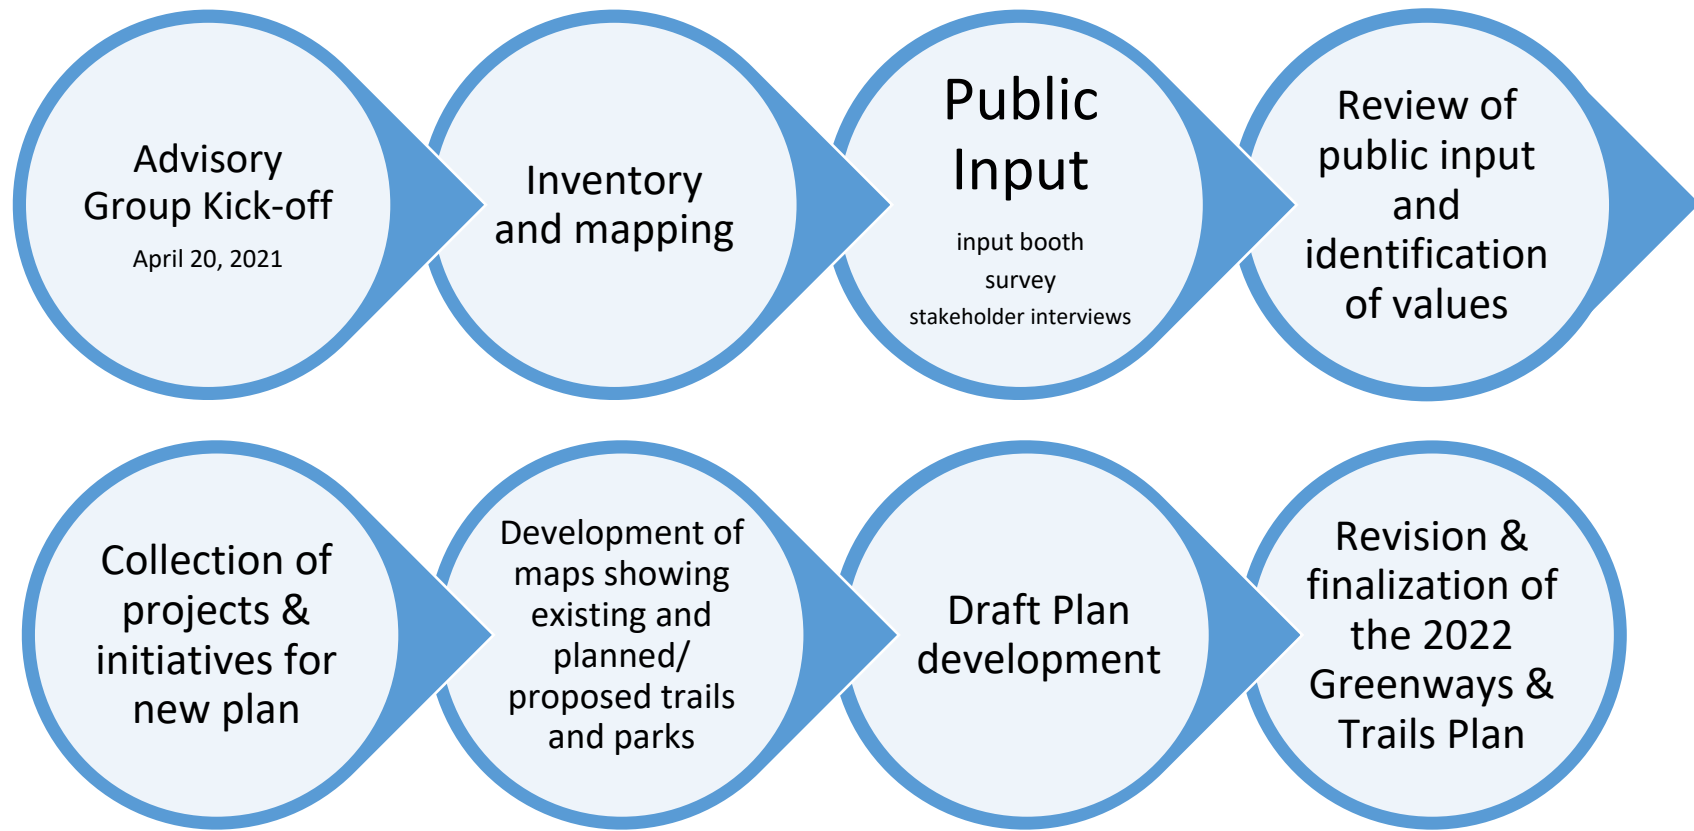 Advisory
Group Kick-off
April 20, 2021
Inventory
and mapping
Public
Input
input booth
survey
stakeholder interviews
Review of
public input
and
identification
of values
Collection of
projects &
initiatives for
new plan
Development of
maps showing
existing and
planned/
proposed trails
and parks
Draft Plan
development
Revision &
finalization of
the 2022
Greenways &
Trails Plan